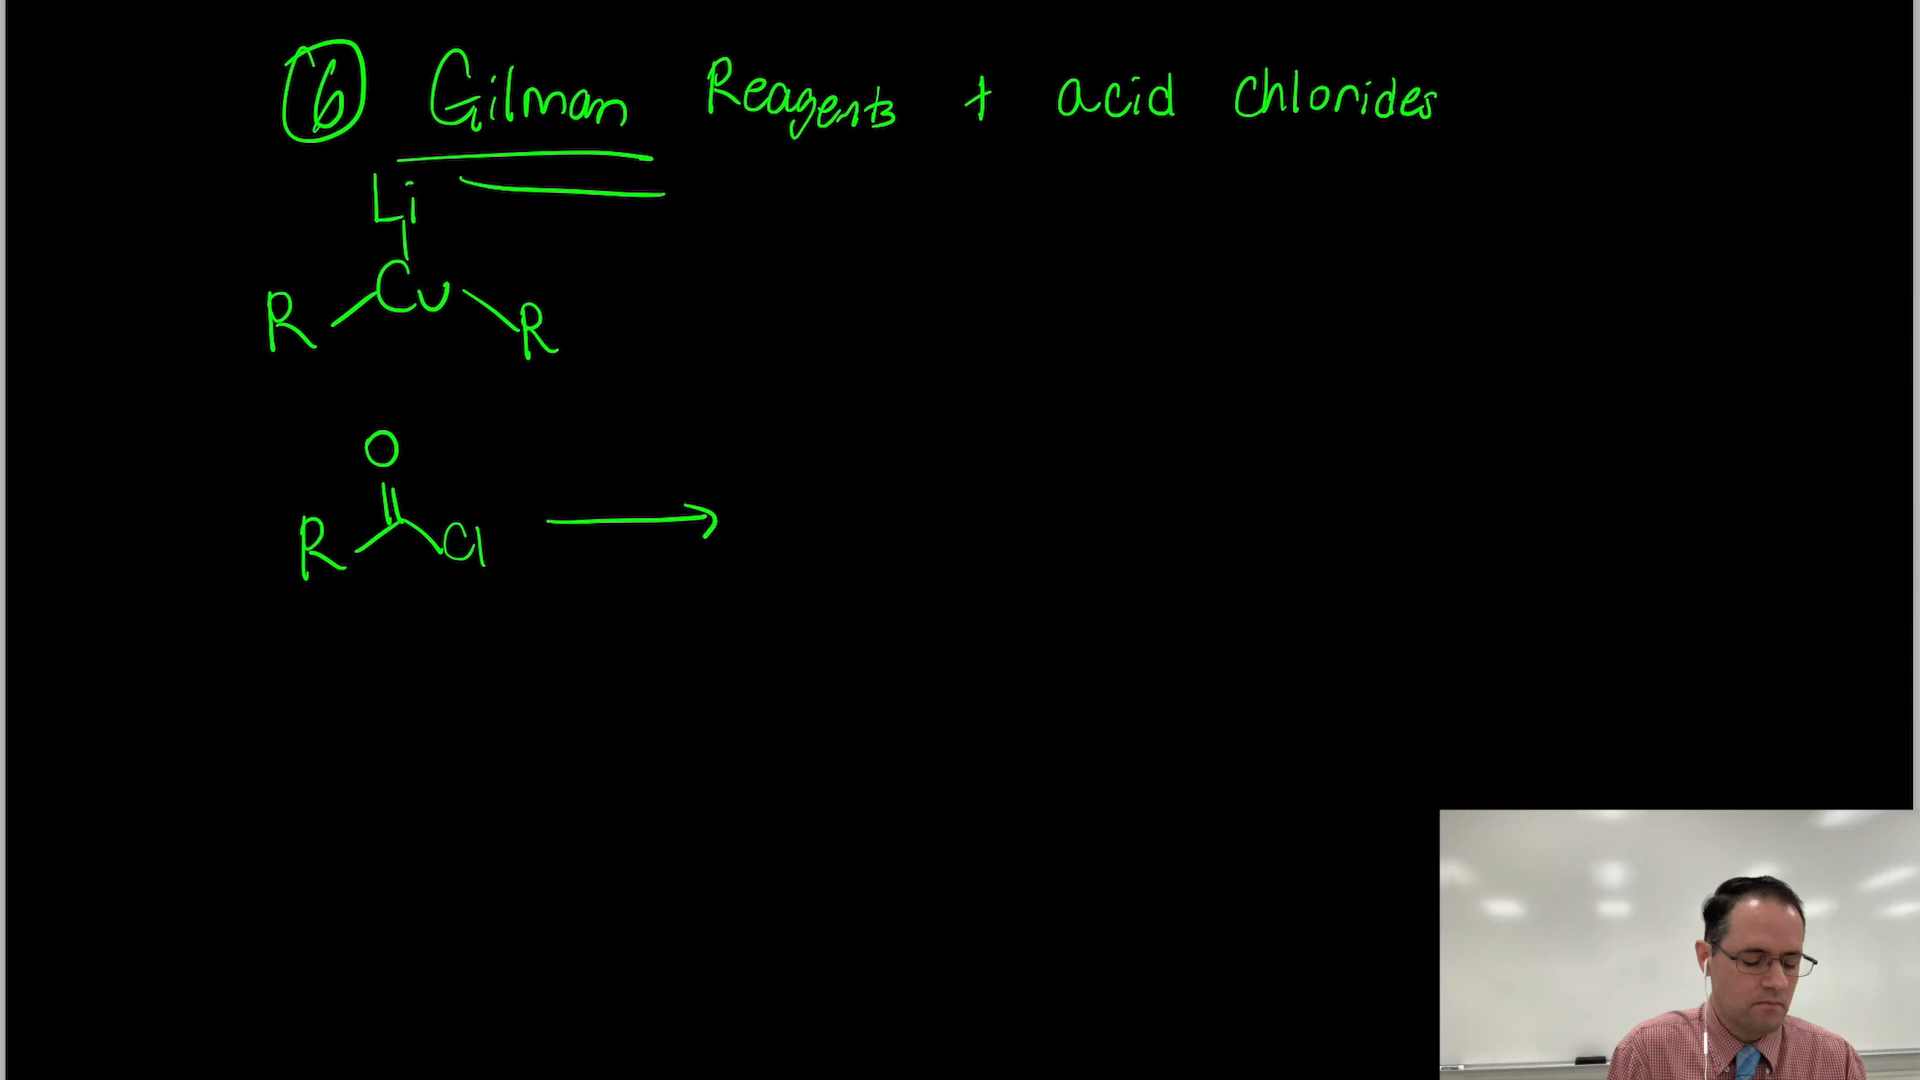 6 Gilman Reagents + acid chlorides
Li
Cu
R R
O
R Cl